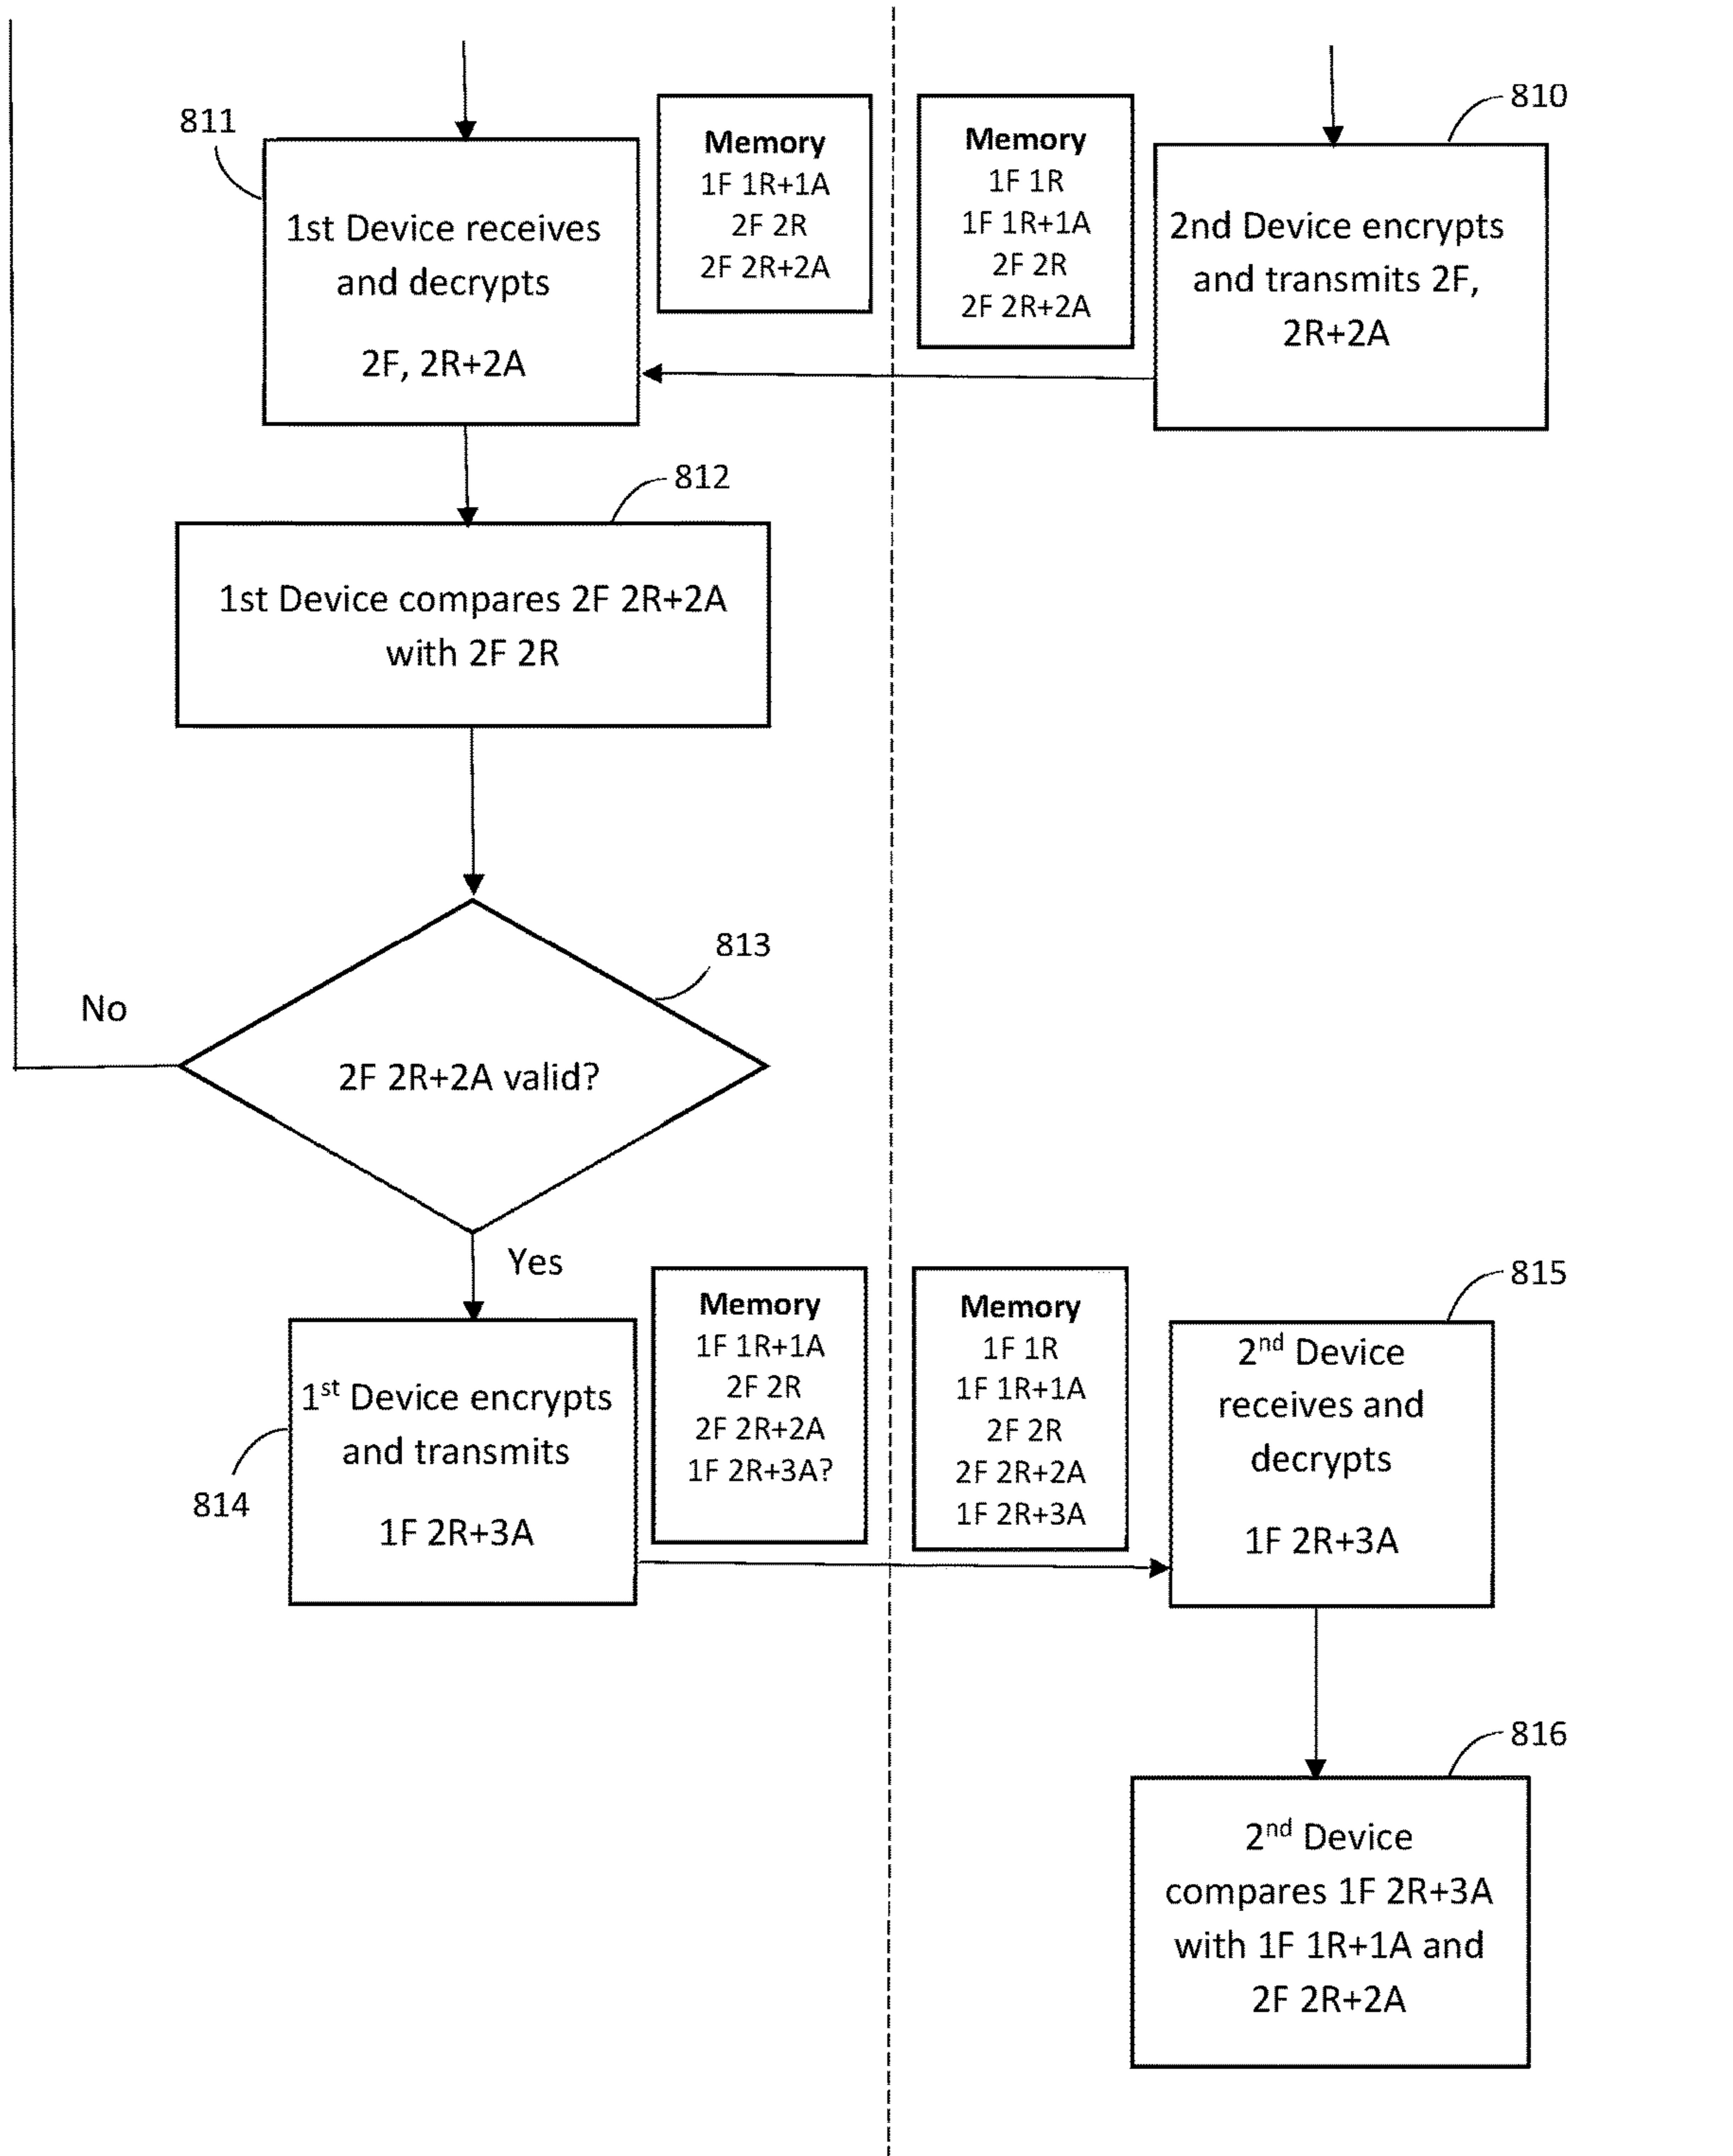 811
1st Device receives
and decrypts
2F, 2R+2A
Memory
1F 1R+1A
2F 2R
2F 2R+2A
Memory
1F 1R
1F 1R+1A
2F 2R
2F 2R+2A
810
2nd Device encrypts
and transmits 2F,
2R+2A
812
1st Device compares 2F 2R+2A
with 2F 2R
813
No
2F 2R+2A valid?
Yes
814
1st Device encrypts
and transmits
1F 2R+3A
Memory
1F 1R+1A
2F 2R
2F 2R+2A
1F 2R+3A?
Memory
1F 1R
1F 1R+1A
2F 2R
2F 2R+2A
1F 2R+3A
815
2nd Device
receives and
decrypts
1F 2R+3A
816
2nd Device
compares 1F 2R+3A
with 1F 1R+1A and
2F 2R+2A